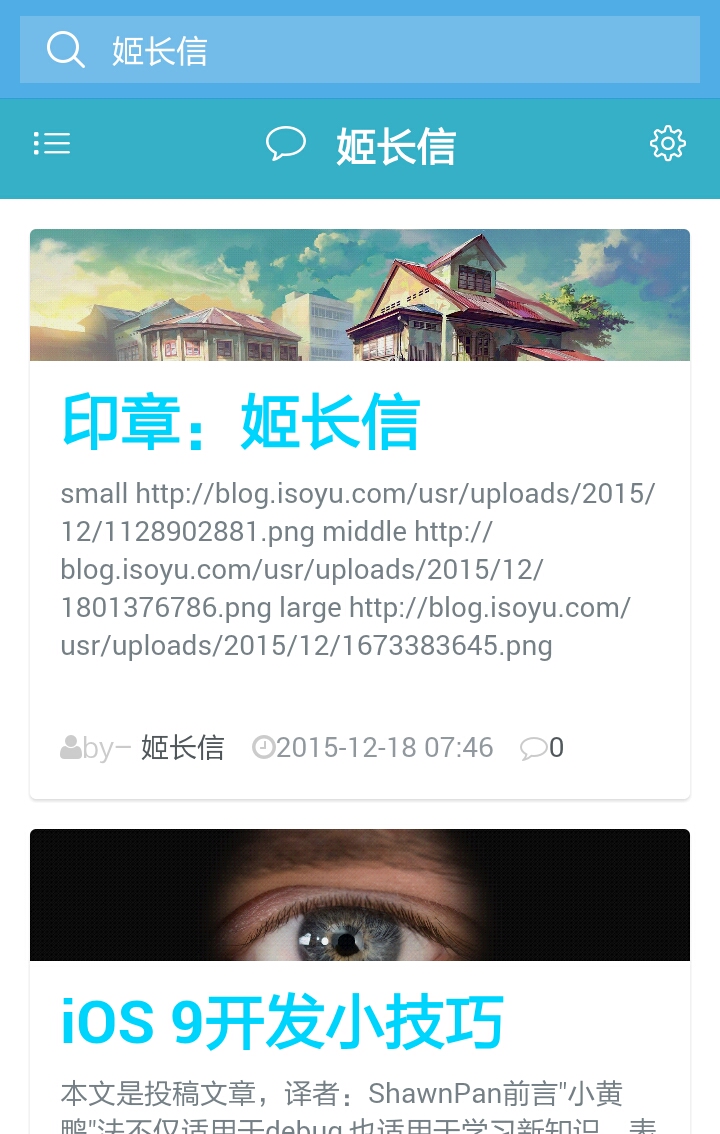 姬长信
姬长信
印章：姬长信
small http://blog.isoyu.com/usr/uploads/2015/
12/1128902881.png middle http://
blog.isoyu.com/usr/uploads/2015/12/
1801376786.png large http://blog.isoyu.com/
usr/uploads/2015/12/1673383645.png
by– 姬长信 2015-12-18 07:46 0
iOS 9开发小技巧
本文是投稿文章，译者：ShawnPan前言"小黄
鸭"法不仅适用于debug,也适用于学习新知识。表